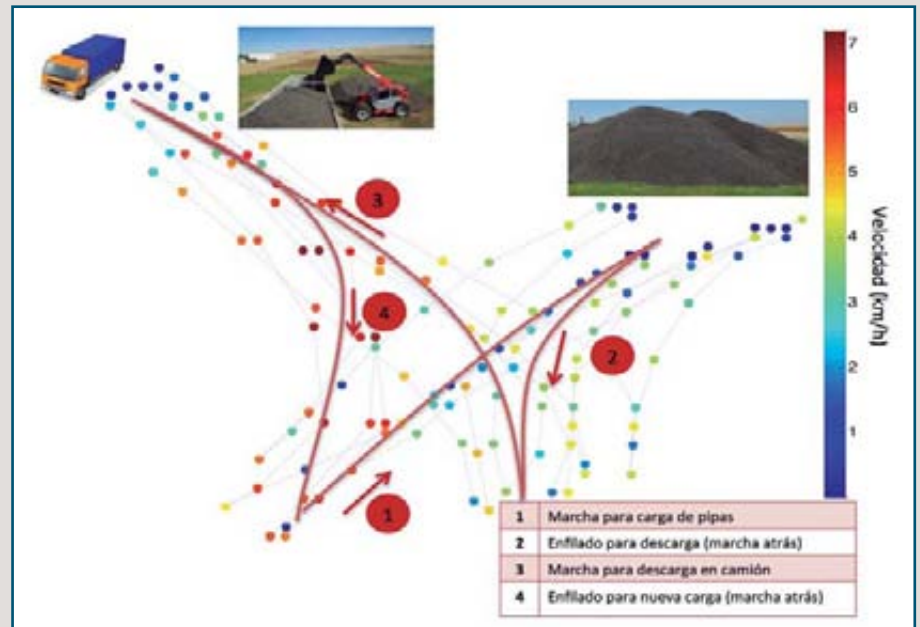 7
6
5
4
3
2
1
Velocidad (km/h)
3
4
2
1
1 Marcha para carga de pipas
2 Enfilado para descarga (marcha atrás)
3 Marcha para descarga en camión
4 Enfilado para nueva carga (marcha atrás)